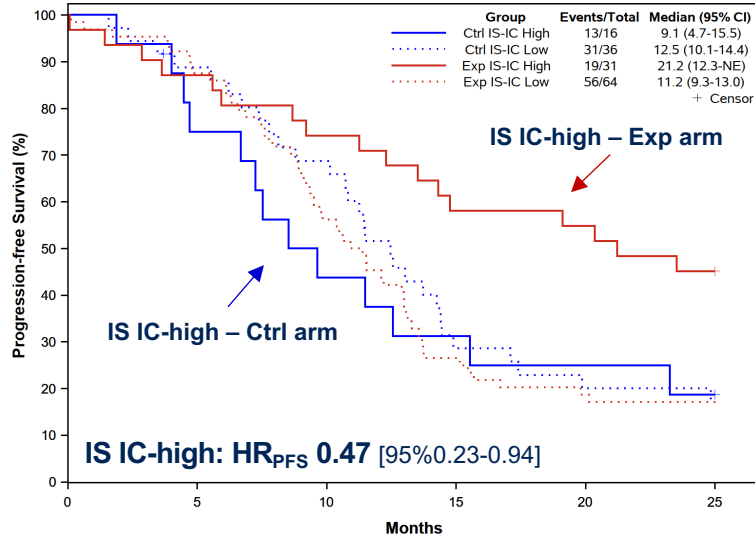 Group Events/Total Median (95% CI)
Ctrl IS-IC High 13/16 9.1 (4.7-15.5)
Ctrl IS-IC Low 31/36 12.5 (10.1-14.4)
Exp IS-IC High 19/31 21.2 (12.3-NE)
Exp IS-IC Low 56/64 11.2 (9.3-13.0)
+ Censor
IS IC-high – Exp arm
IS IC-high – Ctrl arm
IS IC-high: HRPFS 0.47 [95%0.23-0.94]
Progression-free Survival (%)
100
90
80
70
60
50
40
30
20
10
0
0 5 10 15 20 25
Months